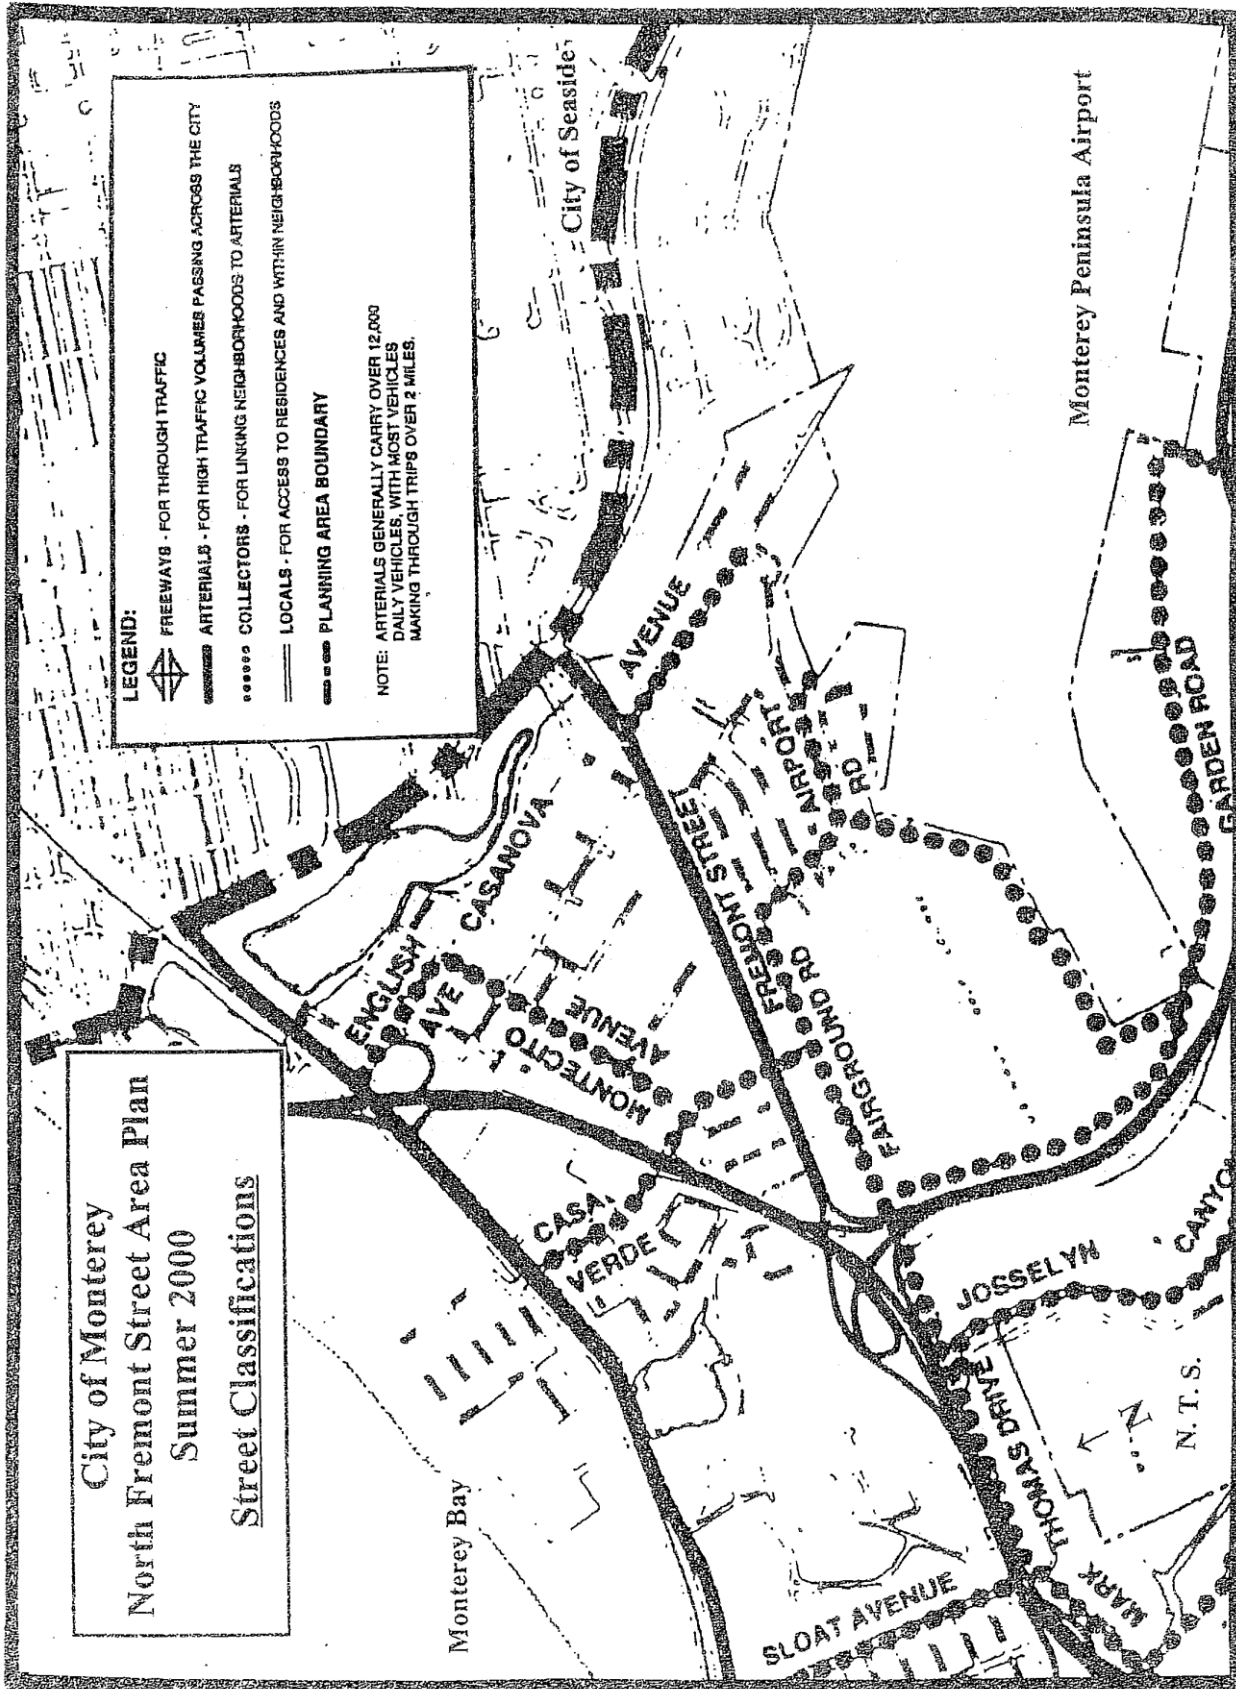 City of Monterey
North Fremont Street Area Plan
Summer 2000
Street Classifications
LEGEND:
FREEWAYS - FOR THROUGH TRAFFIC
ARTERIALS - FOR HIGH TRAFFIC VOLUMES PASSING ACROSS THE CITY
COLLECTORS - FOR LINKING NEIGHBORHOODS TO ARTERIALS
LOCALS - FOR ACCESS TO RESIDENCES AND WITHIN NEIGHBORHOODS
PLANNING AREA BOUNDARY
NOTE: ARTERIALS GENERALLY CARRY OVER 12,000
DAILY VEHICLES, WITH MOST VEHICLES
MAKING THROUGH TRIPS OVER 2 MILES.
City of Seaside
Monterey Bay
Monterey Peninsula Airport
ENGLISH
AVE
CASANOVA
AVENUE
MONTECITO
AVENUE
CASA
VERDE
FREMONT STREET
FAIRGROUND RD
AIRPORT
RD
GARDEN ROAD
JOSSELYN
CANYO
THOMAS DRIVE
MARK
SLOAT AVENUE
N
N.T.S.